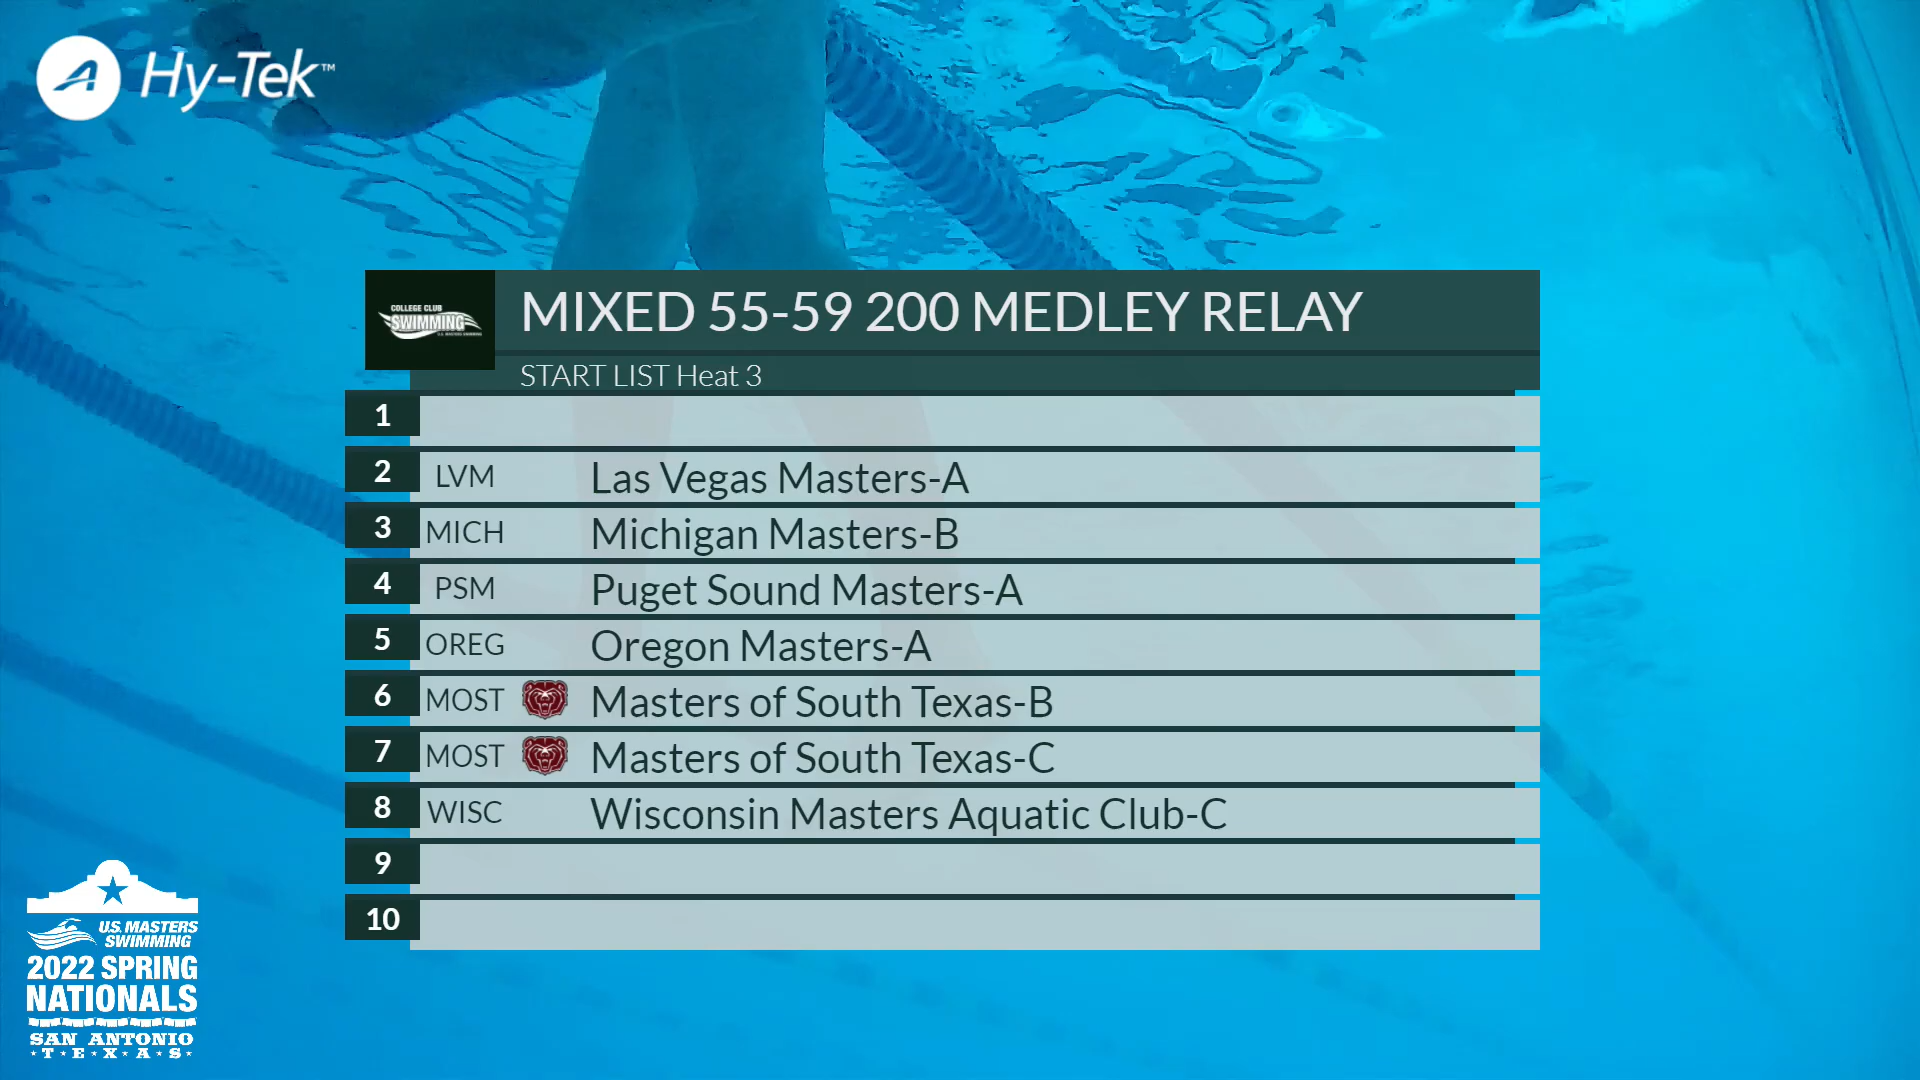 Hy-Tek™
COLLEGE CLUB
SWIMMING
U.S. MASTERS SWIMMING
MIXED 55-59 200 MEDLEY RELAY
START LIST Heat 3
1
2 LVM Las Vegas Masters-A
3 MICH Michigan Masters-B
4 PSM Puget Sound Masters-A
5 OREG Oregon Masters-A
6 MOST Masters of South Texas-B
7 MOST Masters of South Texas-C
8 WISC Wisconsin Masters Aquatic Club-C
9
10
U.S. MASTERS
SWIMMING
2022 SPRING
NATIONALS
SAN ANTONIO
T·E·X·A·S